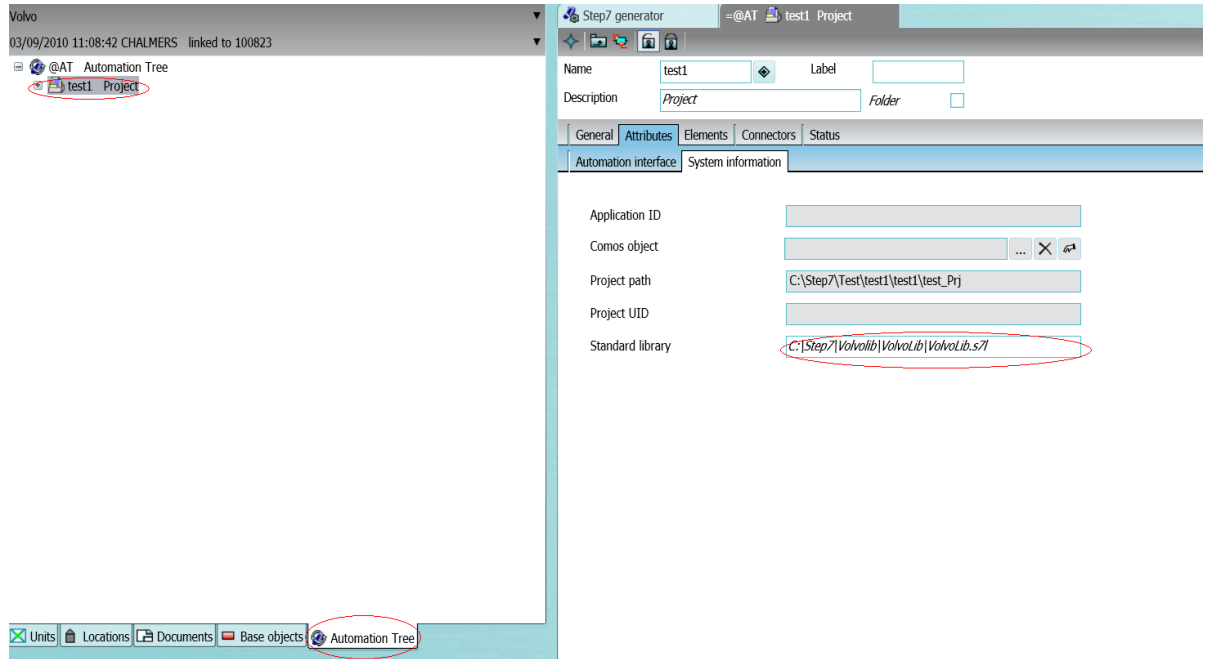 Volvo
03/09/2010 11:08:42 CHALMERS linked to 100823
@AT Automation Tree
test1 Project
Units Locations Documents Base objects Automation Tree
Step7 generator =@AT test1 Project
Name test1 Label
Description Project Folder
General Attributes Elements Connectors Status
Automation interface System information
Application ID
Comos object ...
Project path C:\Step7\Test\test1\test1\test_Prj
Project UID
Standard library C:\Step7\Volvolib\VolvoLib\VolvoLib.s7l